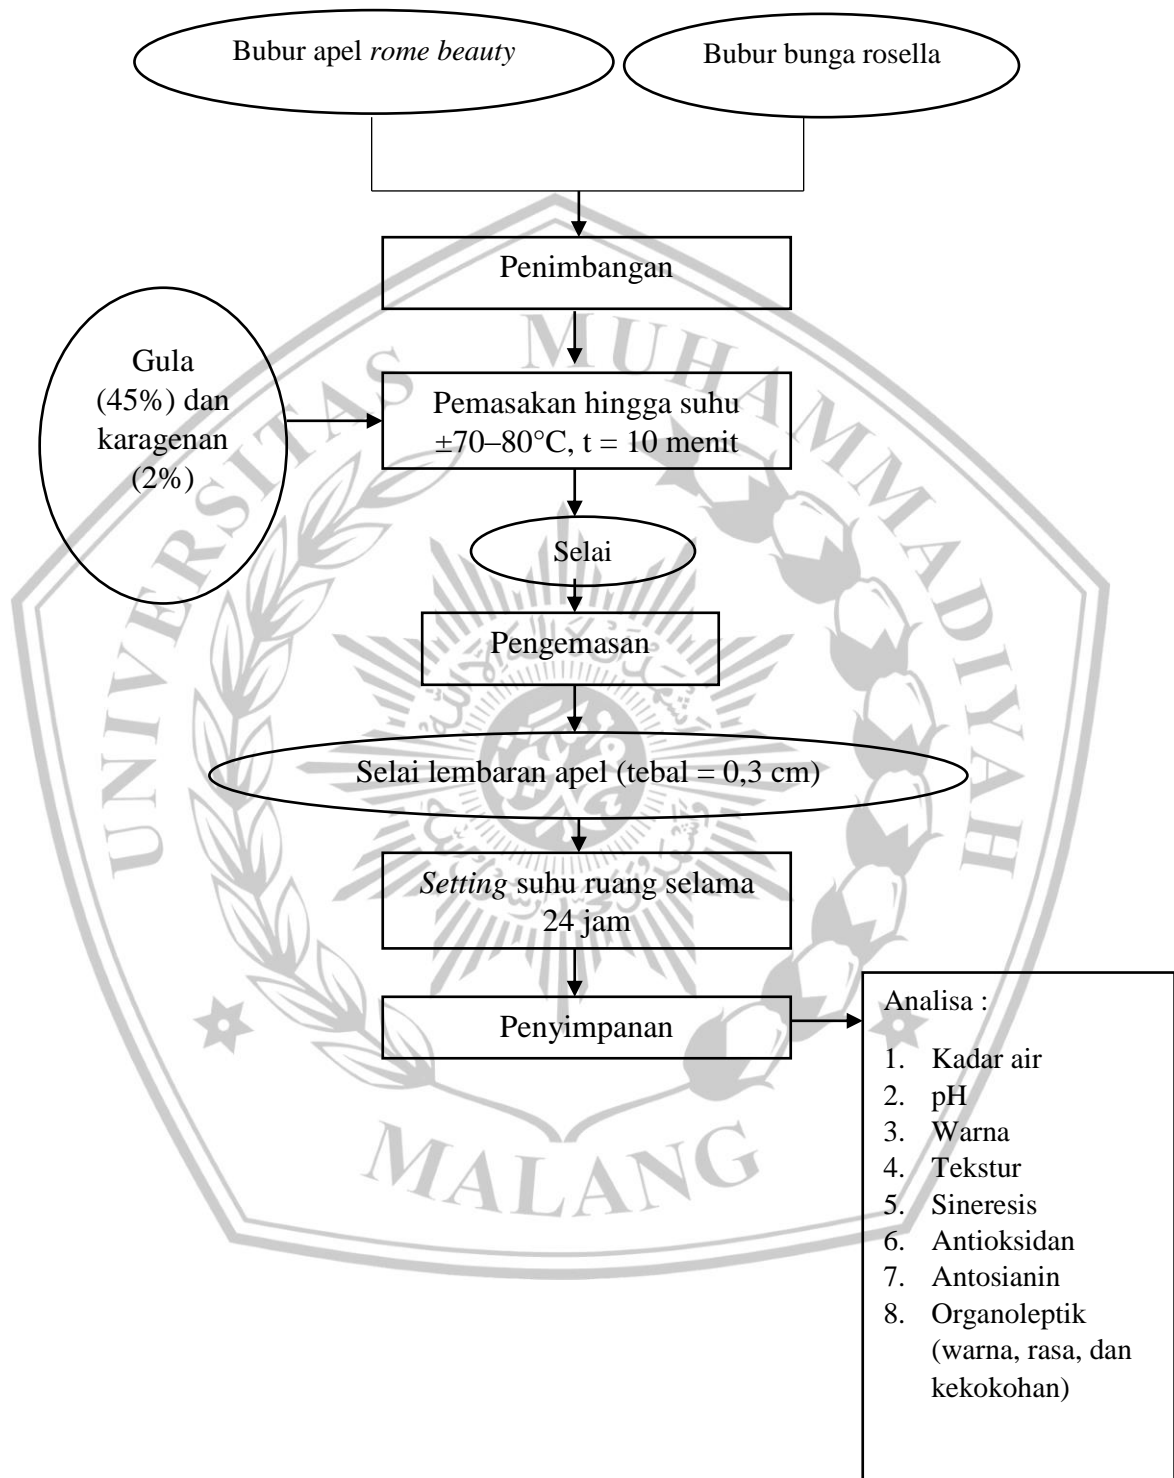 Bubur apel rome beauty
Bubur bunga rosella
Penimbangan
Gula
(45%) dan
karagenan
(2%)
Pemasakan hingga suhu
±70–80°C, t = 10 menit
Selai
Pengemasan
Selai lembaran apel (tebal = 0,3 cm)
Setting suhu ruang selama
24 jam
Penyimpanan
Analisa :
1. Kadar air
2. pH
3. Warna
4. Tekstur
5. Sineresis
6. Antioksidan
7. Antosianin
8. Organoleptik
(warna, rasa, dan
kekokohan)
UNIVERSITAS MUHAMMADIYAH
MALANG